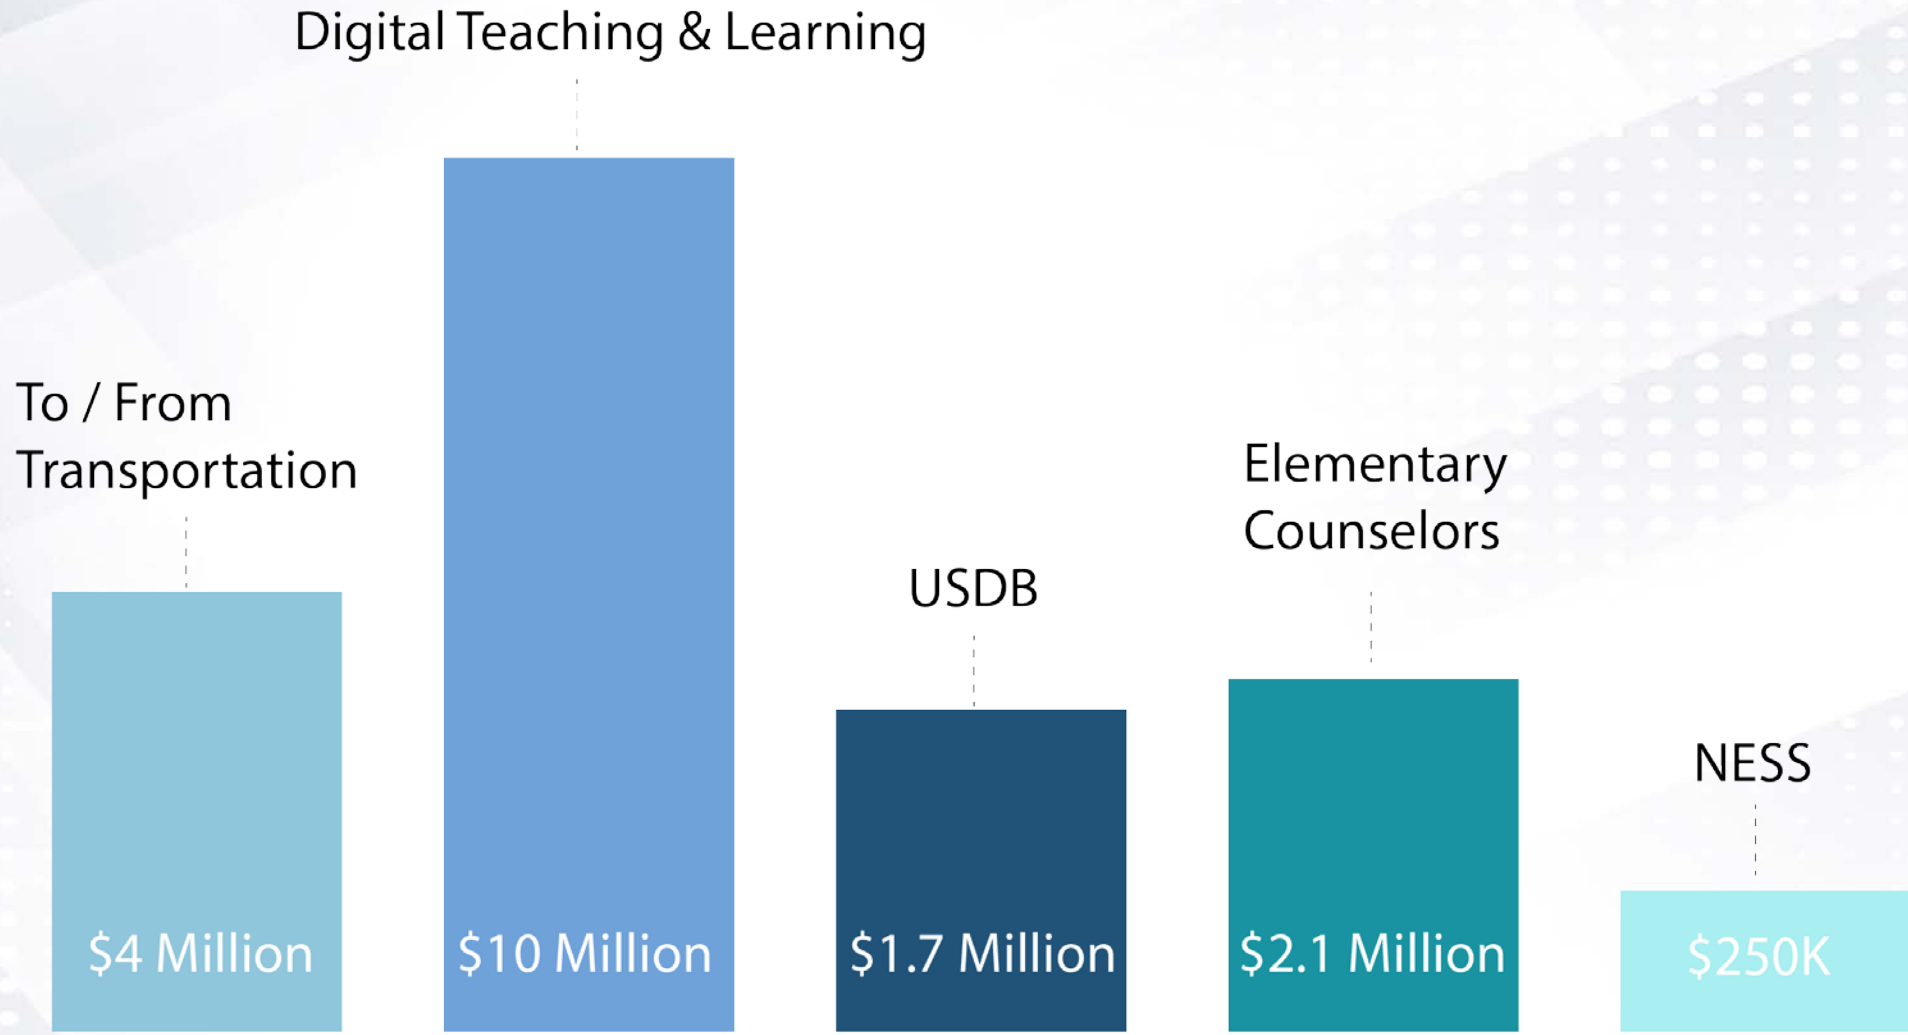 Digital Teaching & Learning
To / From
Transportation
Elementary
Counselors
USDB
NESS
$4 Million
$10 Million
$1.7 Million
$2.1 Million
$250K